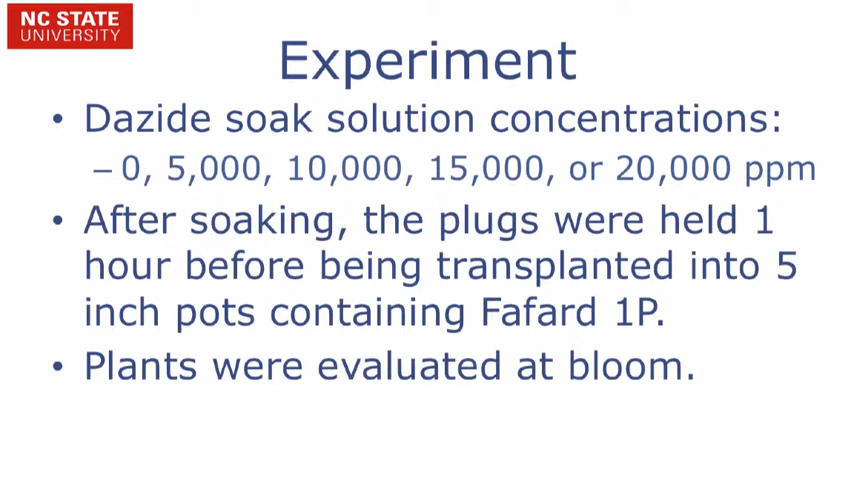 NC STATE
UNIVERSITY
Experiment
• Dazide soak solution concentrations:
– 0, 5,000, 10,000, 15,000, or 20,000 ppm
• After soaking, the plugs were held 1
hour before being transplanted into 5
inch pots containing Fafard 1P.
• Plants were evaluated at bloom.